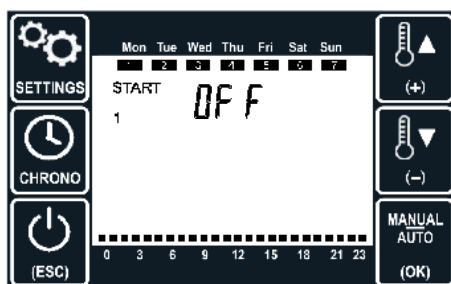 SETTINGS
CHRONO
(ESC)
Mon Tue Wed Thu Fri Sat Sun
1 2 3 4 5 6 7
START
OFF
1
0 3 6 9 12 15 18 21 23
(+)
(–)
MANUAL
AUTO
(OK)